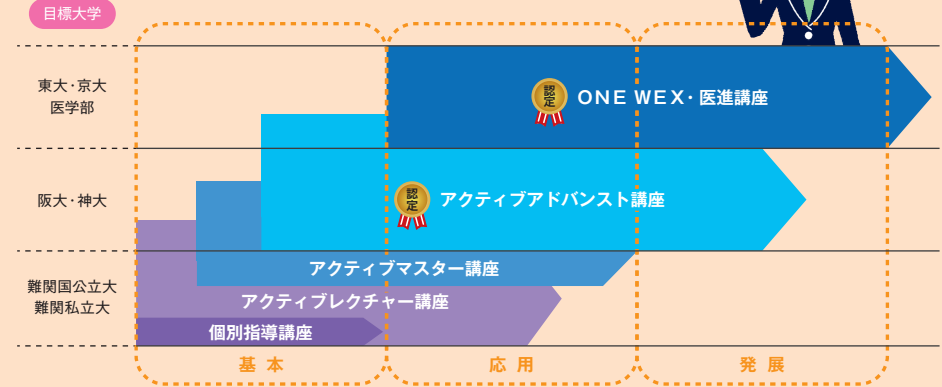 目標大学
東大・京大
医学部
認定
ONE WEX・医進講座
阪大・神大
認定
アクティブアドバンスト講座
難関国公立大
難関私立大
アクティブマスター講座
アクティブレクチャー講座
個別指導講座
基本
応用
発展